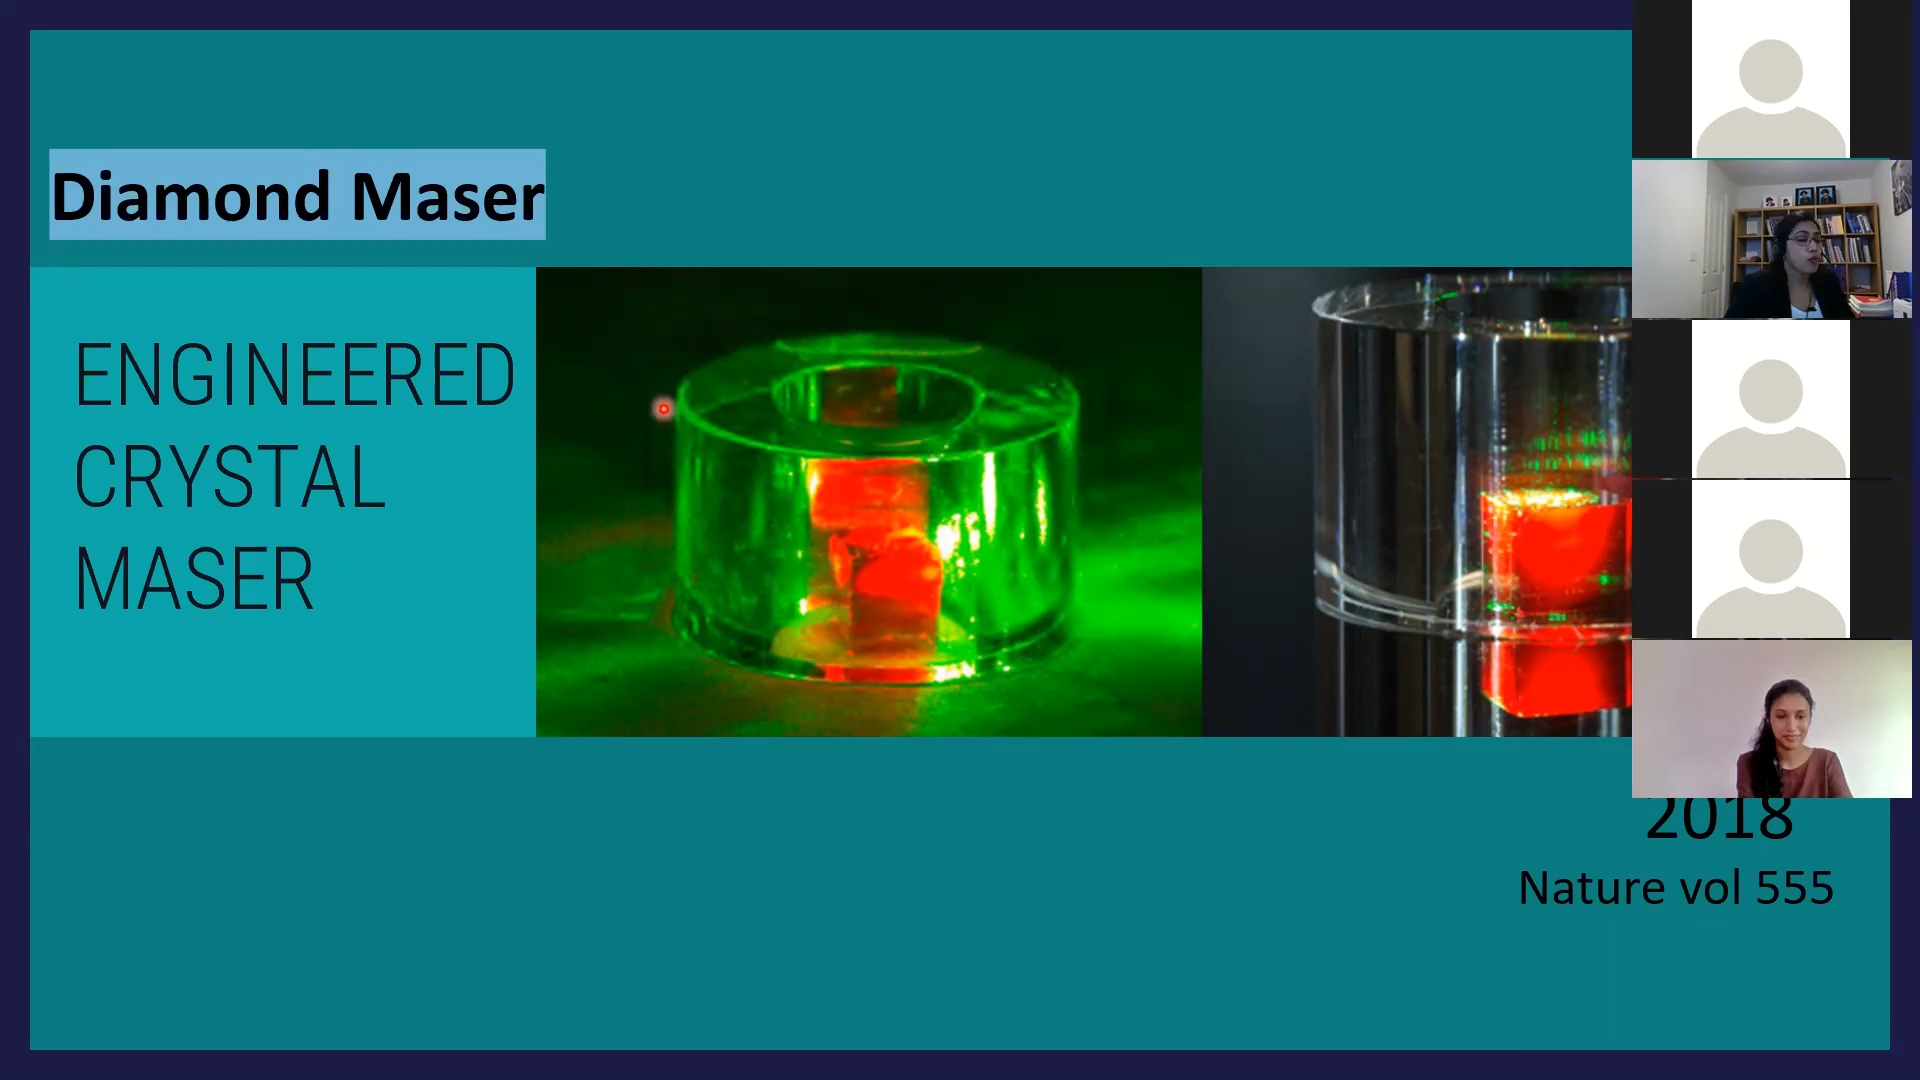 Diamond Maser
ENGINEERED
CRYSTAL
MASER
2018
Nature vol 555